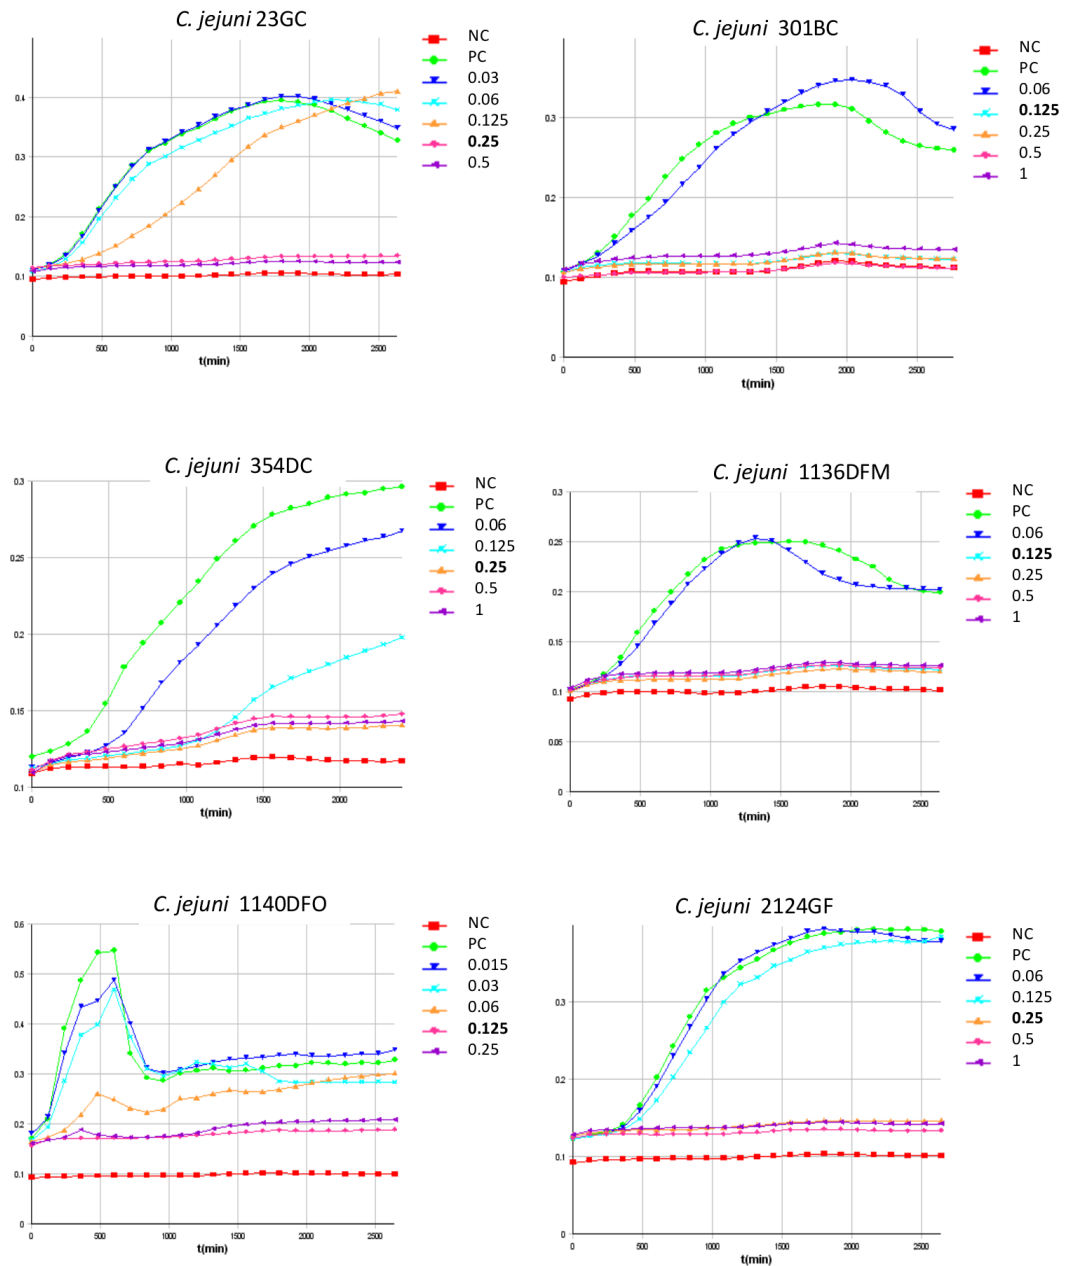 C. jejuni 23GC
NC
PC
0.03
0.06
0.125
0.25
0.5
0.4
0.3
0.2
0.1
0
0 500 1000 1500 2000 2500
t(min)
C. jejuni 301BC
NC
PC
0.06
0.125
0.25
0.5
1
0.3
0.2
0.1
0
0 500 1000 1500 2000 2500
t(min)
C. jejuni 354DC
NC
PC
0.06
0.125
0.25
0.5
1
0.3
0.25
0.2
0.15
0.1
0 500 1000 1500 2000
t(min)
C. jejuni 1136DFM
NC
PC
0.06
0.125
0.25
0.5
1
0.3
0.25
0.2
0.15
0.1
0.05
0
0 500 1000 1500 2000 2500
t(min)
C. jejuni 1140DFO
NC
PC
0.015
0.03
0.06
0.125
0.25
0.6
0.5
0.4
0.3
0.2
0.1
0
0 500 1000 1500 2000 2500
t(min)
C. jejuni 2124GF
NC
PC
0.06
0.125
0.25
0.5
1
0.3
0.2
0.1
0
0 500 1000 1500 2000 2500
t(min)